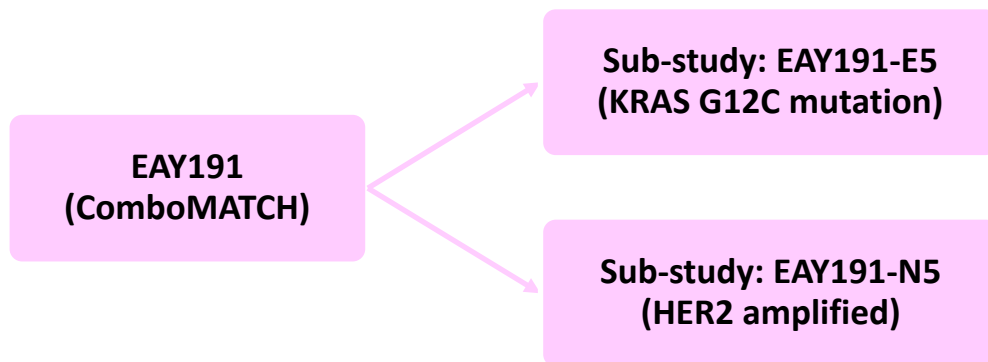 EAY191
(ComboMATCH)
Sub-study: EAY191-E5
(KRAS G12C mutation)
Sub-study: EAY191-N5
(HER2 amplified)